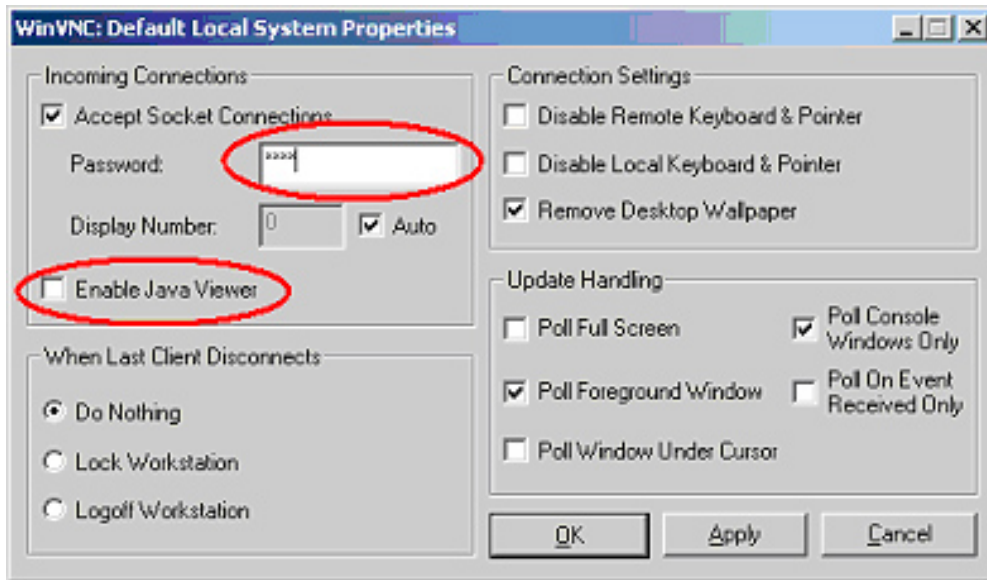 WinVNC: Default Local System Properties
Incoming Connections
Accept Socket Connections
Password:
Display Number:
0
Auto
Enable Java Viewer
When Last Client Disconnects
Do Nothing
Lock Workstation
Logoff Workstation
Connection Settings
Disable Remote Keyboard & Pointer
Disable Local Keyboard & Pointer
Remove Desktop Wallpaper
Update Handling
Poll Full Screen
Poll Console
Windows Only
Poll Foreground Window
Poll On Event
Received Only
Poll Window Under Cursor
OK
Apply
Cancel